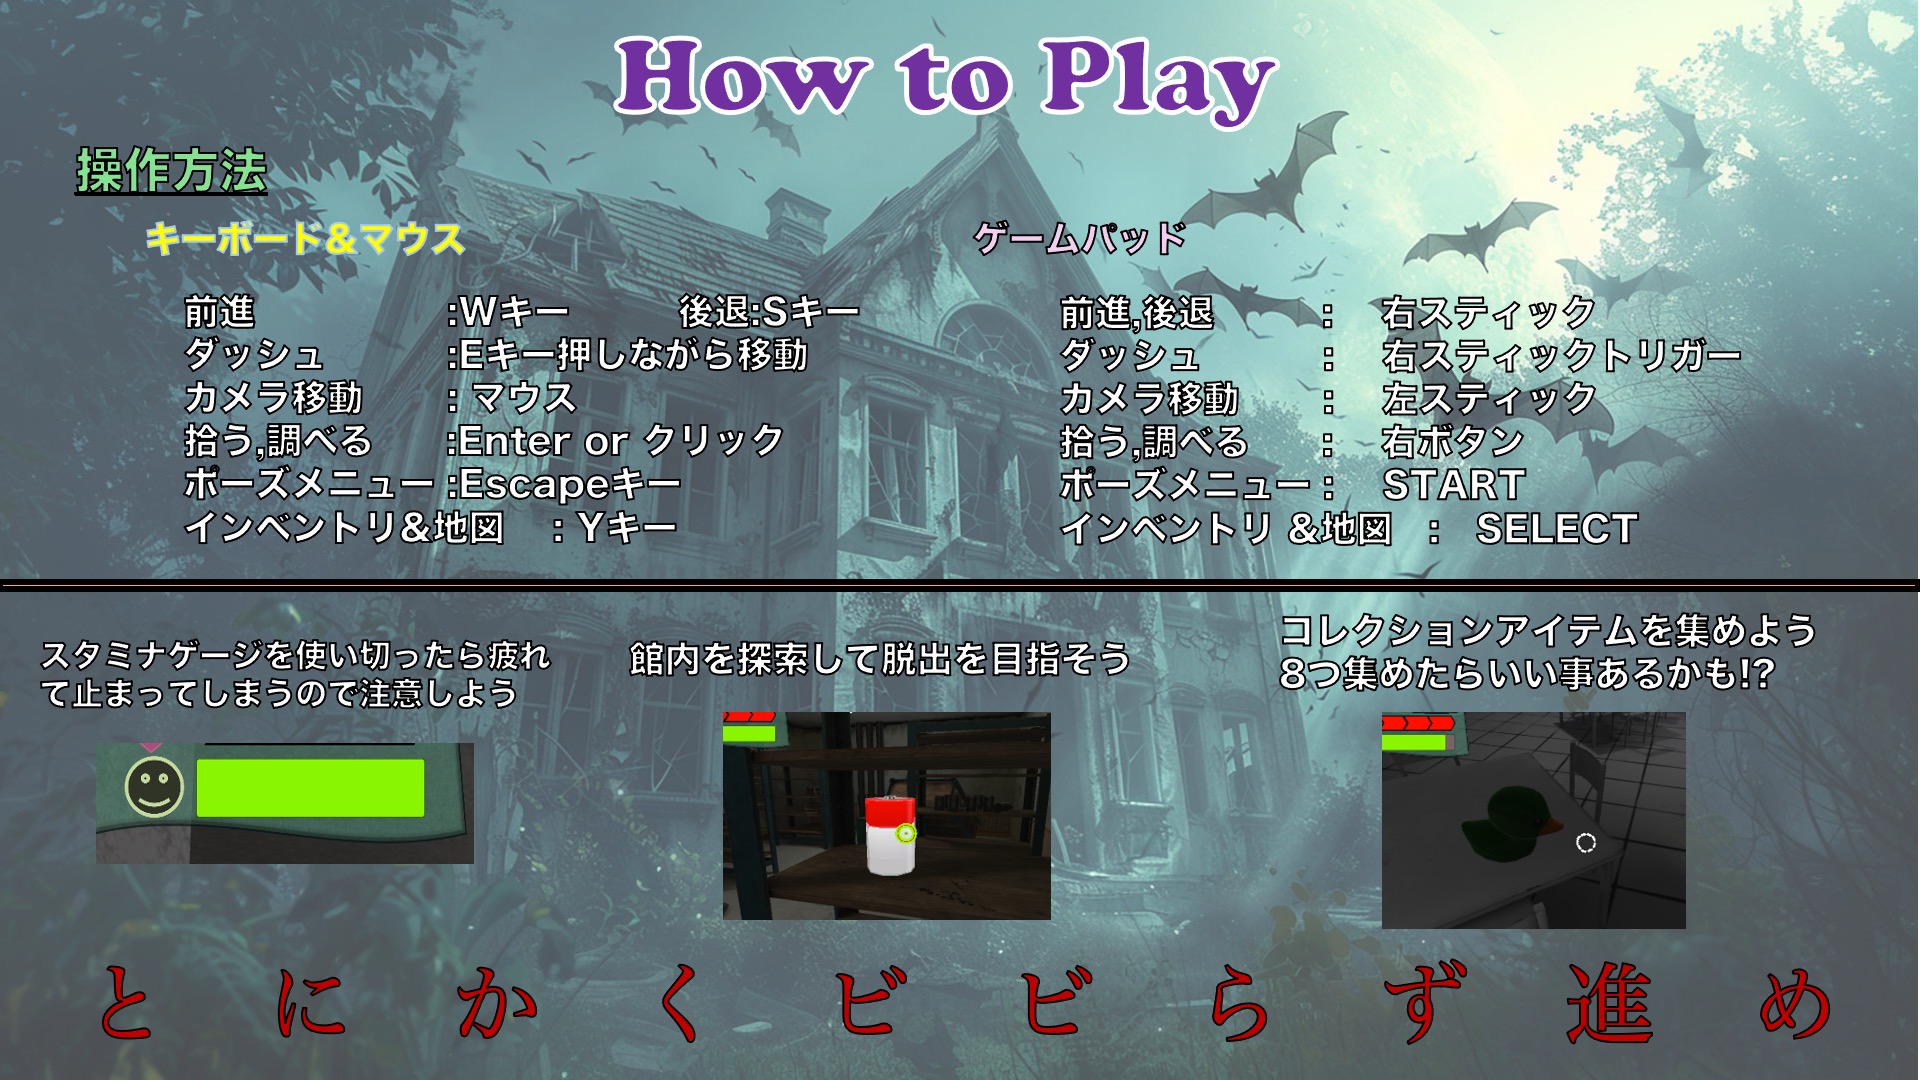 How to Play
操作方法
キーボード&マウス
前進 :Wキー 後退:Sキー
ダッシュ :Eキー押しながら移動
カメラ移動 : マウス
拾う,調べる :Enter or クリック
ポーズメニュー :Escapeキー
インベントリ&地図 : Yキー
ゲームパッド
前進,後退 : 右スティック
ダッシュ : 右スティックトリガー
カメラ移動 : 左スティック
拾う,調べる : 右ボタン
ポーズメニュー : START
インベントリ &地図 : SELECT
スタミナゲージを使い切ったら疲れ
て止まってしまうので注意しよう
館内を探索して脱出を目指そう
コレクションアイテムを集めよう
8つ集めたらいい事あるかも!?
とにかくビビらず進め